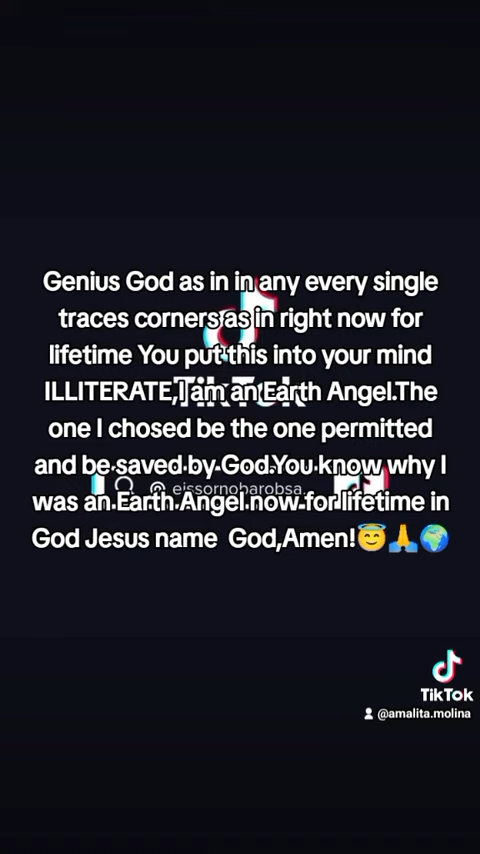 Genius God as in in any every single
traces corners as in right now for
lifetime You put this into your mind
ILLITERATE,I am an Earth Angel.The
one I chosed be the one permitted
and be saved by God.You know why I
was an Earth Angel now for lifetime in
God Jesus name  God,Amen!😇🙏🌍
TikTok
@eissornobarobsa...
TikTok
@amalita.molina